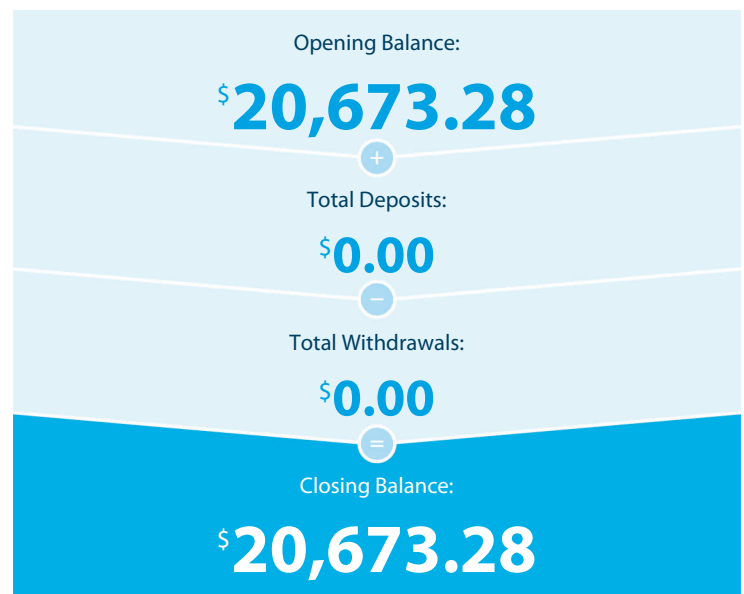 Opening Balance:
$20,673.28
+
Total Deposits:
$0.00
−
Total Withdrawals:
$0.00
=
Closing Balance:
$20,673.28